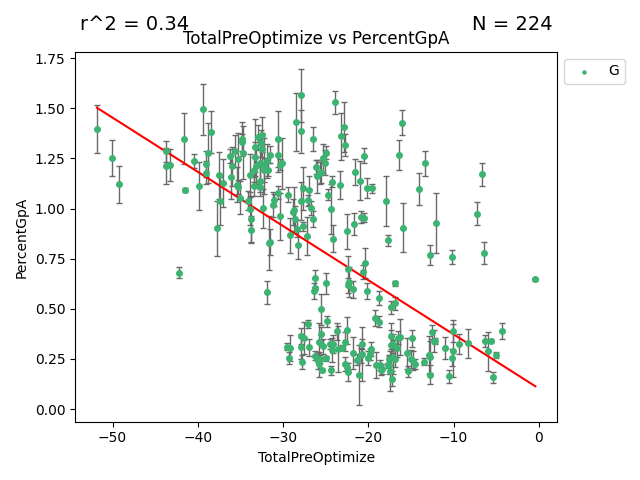 r^2 = 0.34
N = 224
TotalPreOptimize vs PercentGpA
G
PercentGpA
1.75
1.50
1.25
1.00
0.75
0.50
0.25
0.00
−50 −40 −30 −20 −10 0
TotalPreOptimize